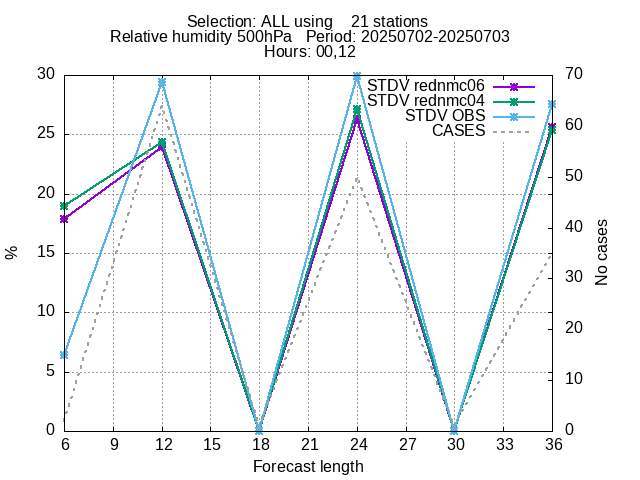 Selection: ALL using    21 stations
Relative humidity 500hPa   Period: 20250702-20250703
Hours: 00,12
STDV rednmc06
STDV rednmc04
STDV OBS
CASES
30
25
20
15
10
5
0
70
60
50
40
30
20
10
0
%
No cases
6 9 12 15 18 21 24 27 30 33 36
Forecast length